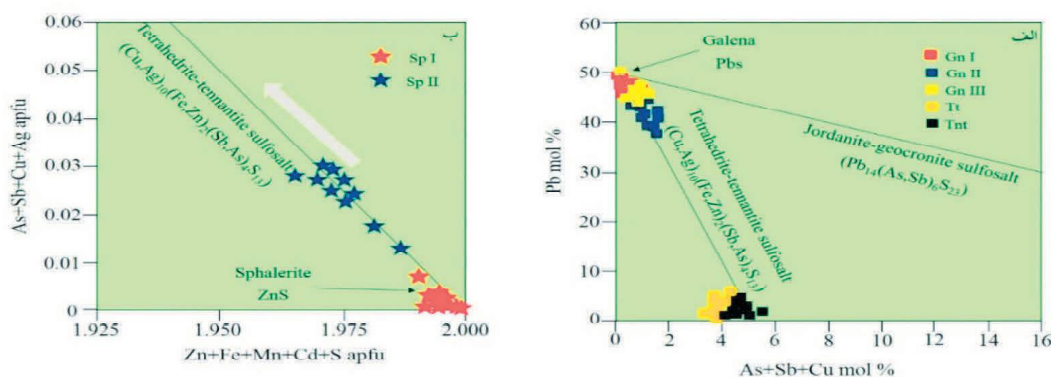 ب
As+Sb+Cu+Ag apfu
0.06
0.05
0.04
0.03
0.02
0.01
0
Tetrahedrite-tennantite sulfosalt
(Cu,Ag)10(Fe,Zn)2(Sb,As)4S13)
Sp I
Sp II
Sphalerite
ZnS
1.925
1.950
1.975
2.000
Zn+Fe+Mn+Cd+S apfu
الف
Pb mol %
60
50
40
30
20
10
0
Galena
Pbs
Gn I
Gn II
Gn III
Tt
Tnt
Jordanite-geocronite sulfosalt
(Pb14(As,Sb)6S23)
Tetrahedrite-tennantite sulfosalt
(Cu,Ag)10(Fe,Zn)2(Sb,As)4S13)
0
2
4
6
8
10
12
14
16
As+Sb+Cu mol %